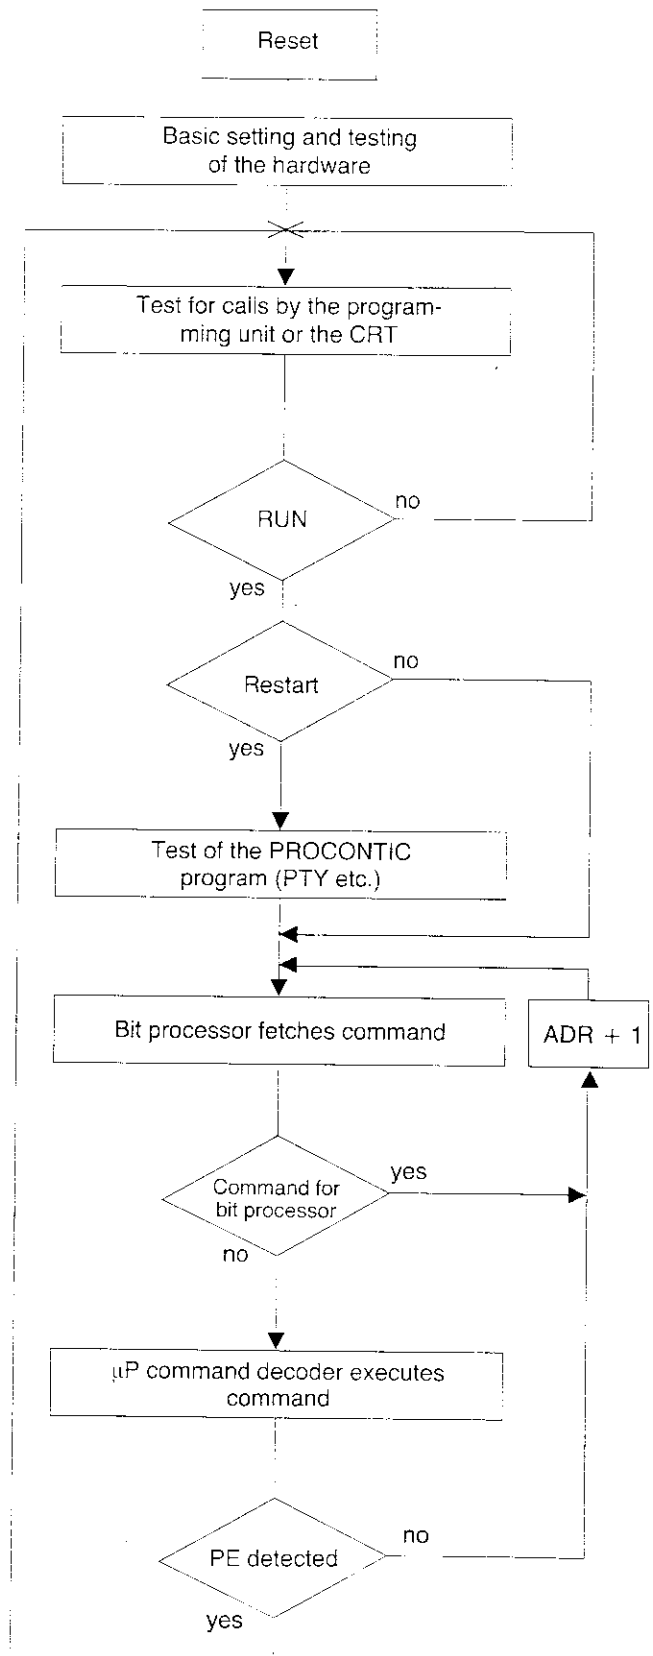 Reset
Basic setting and testing
of the hardware
Test for calls by the program-
ming unit or the CRT
no
RUN
yes
no
Restart
yes
Test of the PROCONTIC
program (PTY etc.)
Bit processor fetches command
ADR + 1
yes
Command for
bit processor
no
μP command decoder executes
command
no
PE detected
yes